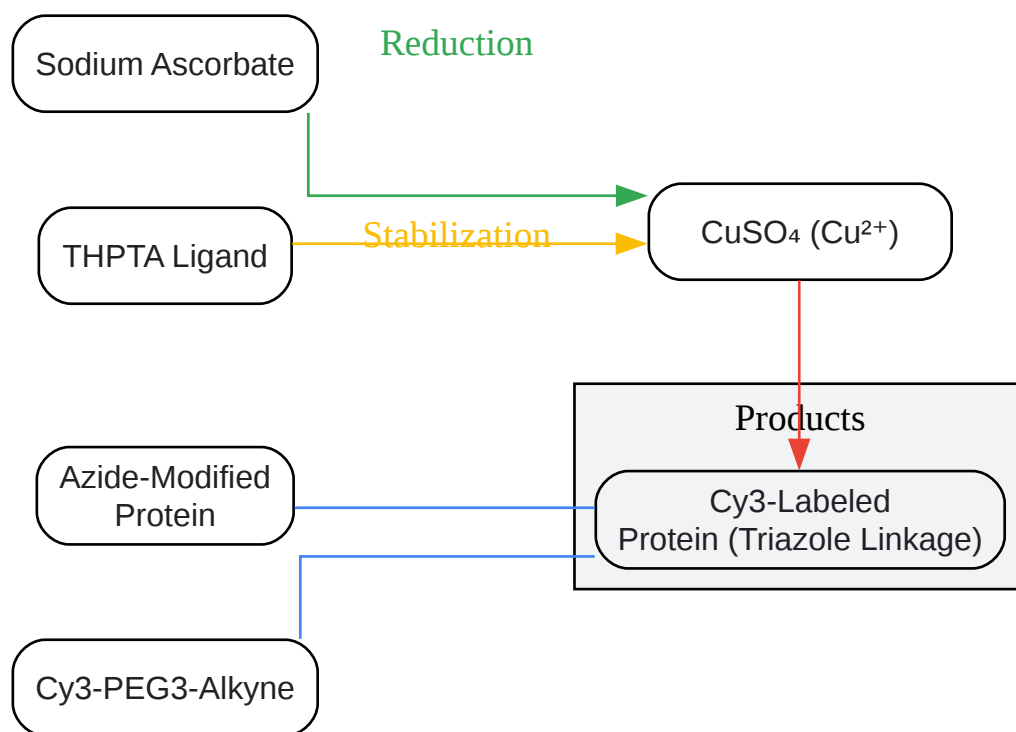 Sodium Ascorbate
Reduction
THPTA Ligand
Stabilization
CuSO₄ (Cu²⁺)
Products
Azide-Modified
Protein
Cy3-Labeled
Protein (Triazole Linkage)
Cy3-PEG3-Alkyne